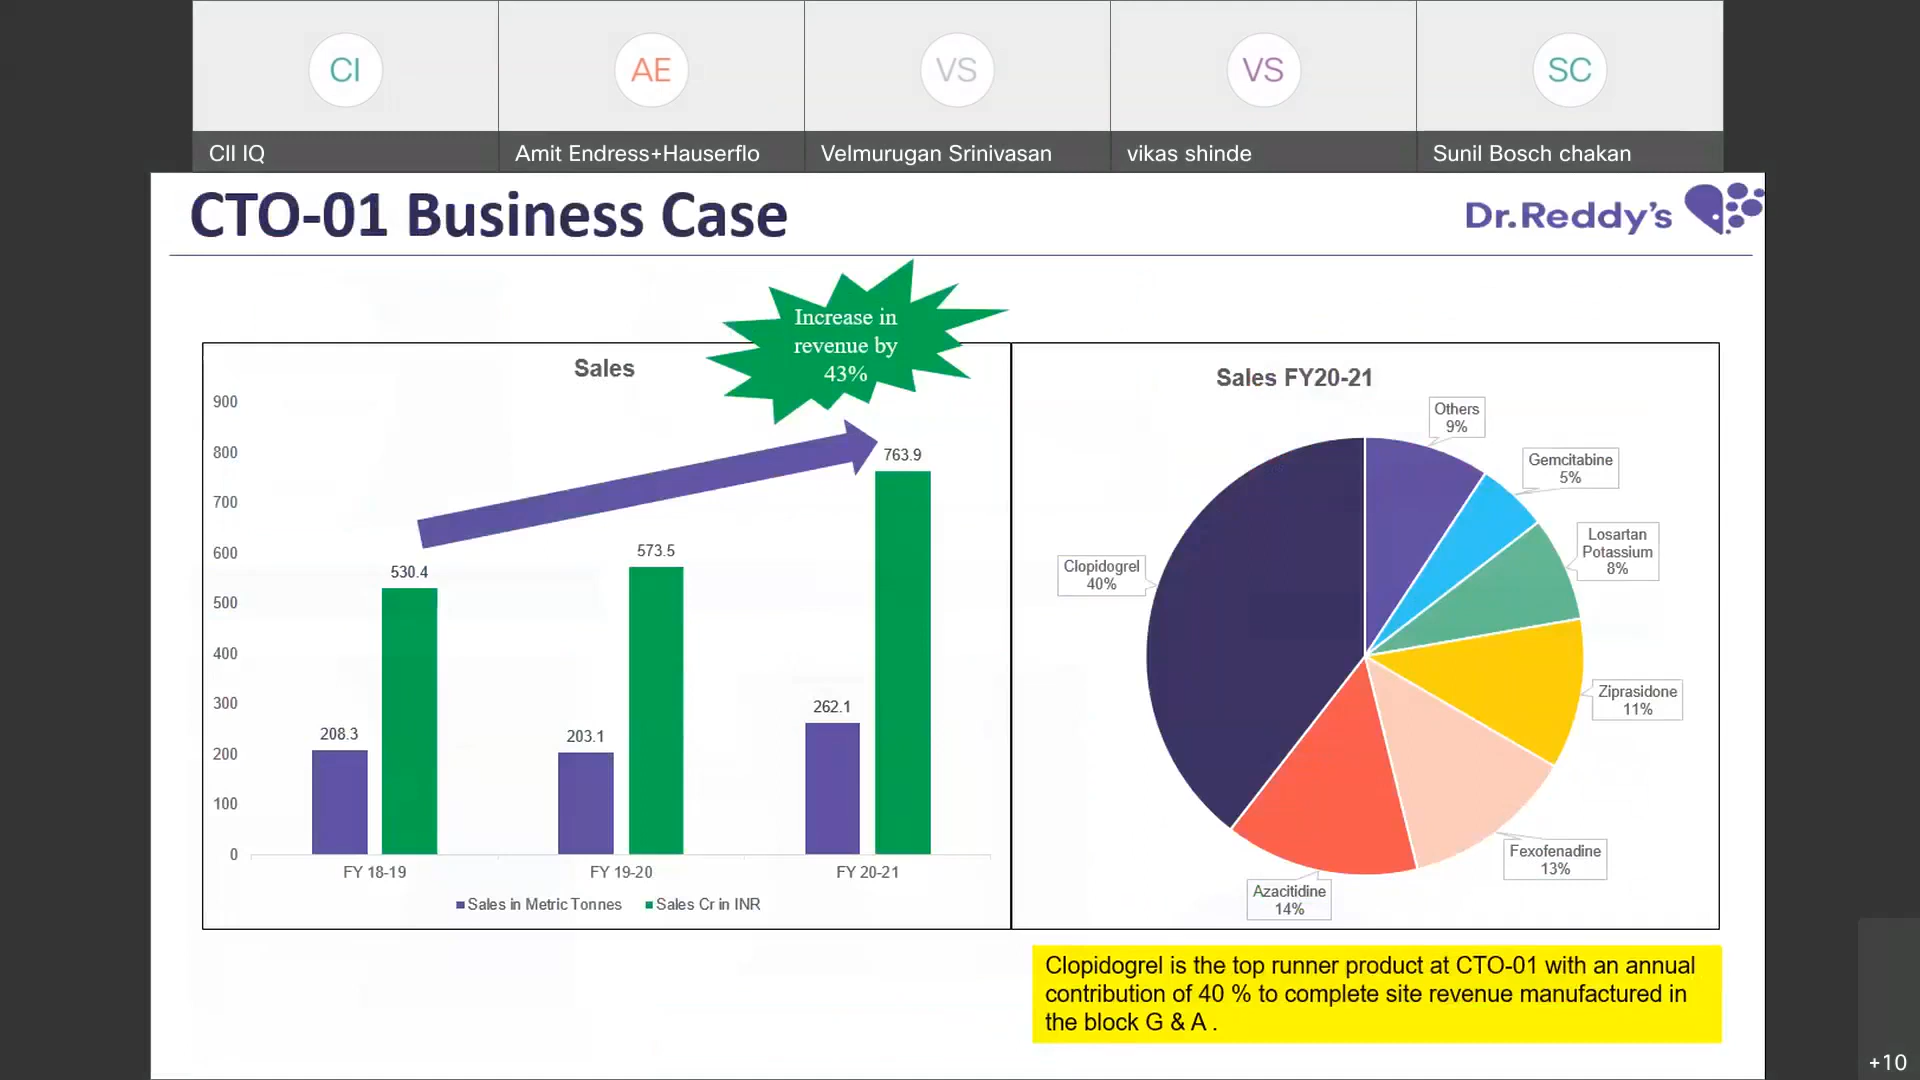 CI
AE
VS
VS
SC
CII IQ
Amit Endress+Hauserflo
Velmurugan Srinivasan
vikas shinde
Sunil Bosch chakan
CTO-01 Business Case
Dr.Reddy's
Increase in
revenue by
43%
Sales
900
800
700
600
500
400
300
200
100
0
530.4
573.5
763.9
208.3
203.1
262.1
FY 18-19
FY 19-20
FY 20-21
Sales in Metric Tonnes
Sales Cr in INR
Sales FY20-21
Others
9%
Gemcitabine
5%
Losartan
Potassium
8%
Clopidogrel
40%
Ziprasidone
11%
Fexofenadine
13%
Azacitidine
14%
Clopidogrel is the top runner product at CTO-01 with an annual
contribution of 40 % to complete site revenue manufactured in
the block G & A .
+10